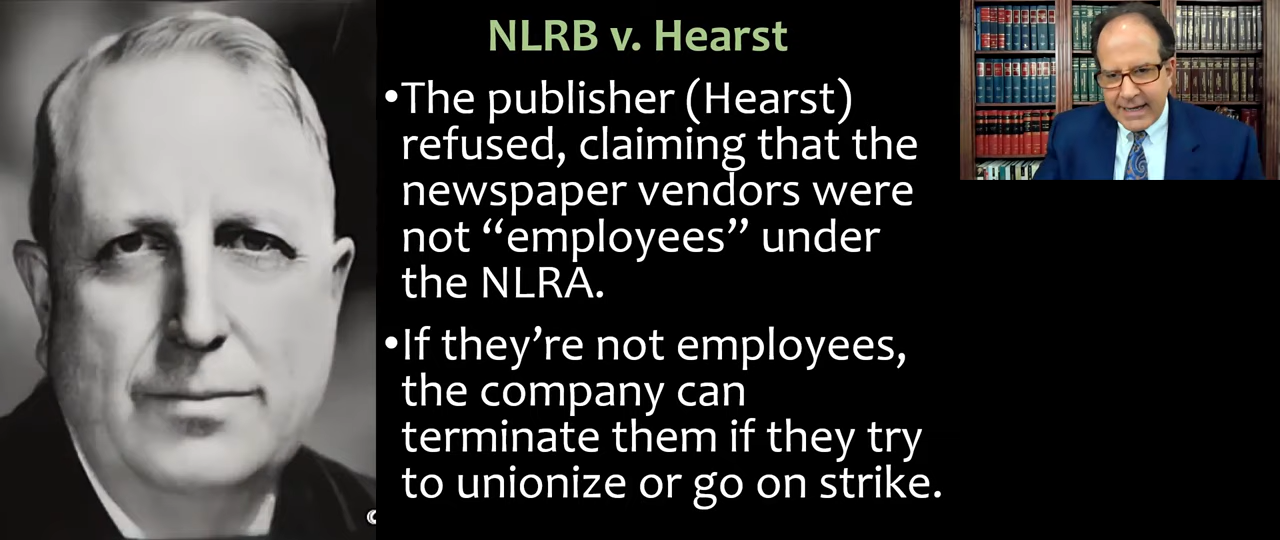 NLRB v. Hearst
•The publisher (Hearst)
refused, claiming that the
newspaper vendors were
not “employees” under
the NLRA.
•If they’re not employees,
the company can
terminate them if they try
to unionize or go on strike.